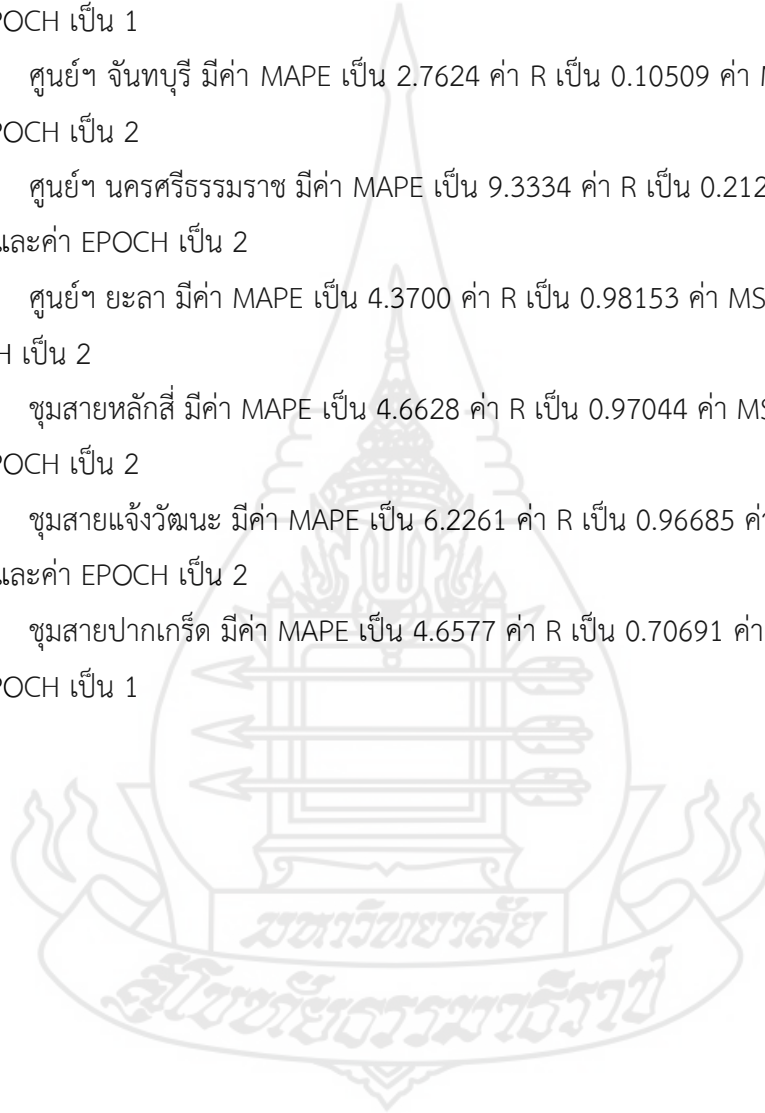 POCH เป็น 1
ศูนย์ฯ จันทบุรี มีค่า MAPE เป็น 2.7624 ค่า R เป็น 0.10509 ค่า
POCH เป็น 2
ศูนย์ฯ นครศรีธรรมราช มีค่า MAPE เป็น 9.3334 ค่า R เป็น 0.212
และค่า EPOCH เป็น 2
ศูนย์ฯ ยะลา มีค่า MAPE เป็น 4.3700 ค่า R เป็น 0.98153 ค่า MS
H เป็น 2
ชุมสายหลักสี่ มีค่า MAPE เป็น 4.6628 ค่า R เป็น 0.97044 ค่า MS
POCH เป็น 2
ชุมสายแจ้งวัฒนะ มีค่า MAPE เป็น 6.2261 ค่า R เป็น 0.96685 ค่า
และค่า EPOCH เป็น 2
ชุมสายปากเกร็ด มีค่า MAPE เป็น 4.6577 ค่า R เป็น 0.70691 ค่า
POCH เป็น 1
มหาวิทยาลัย
สุโขทัยธรรมาธิราช